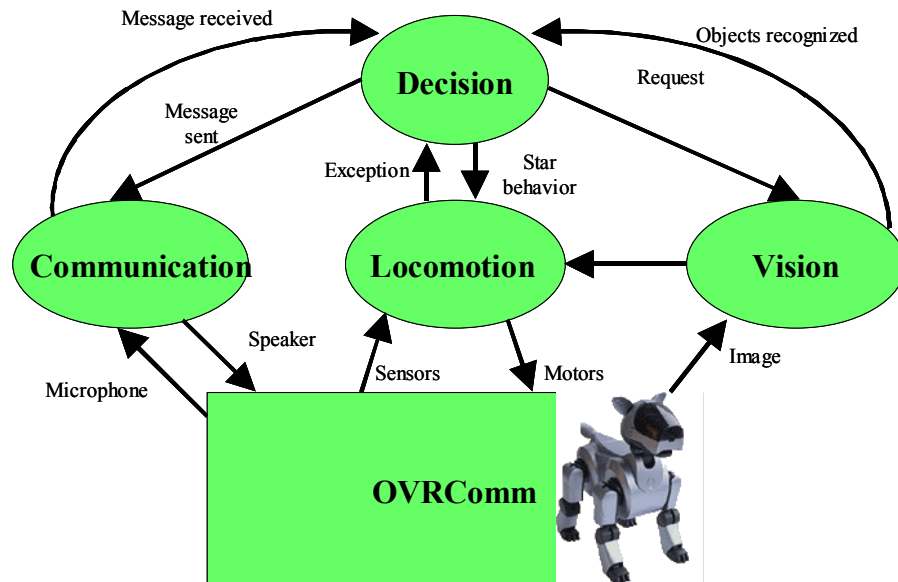 Message received
Objects recognized
Decision
Request
Message
sent
Exception
Star
behavior
Communication
Locomotion
Vision
Speaker
Image
Microphone
Sensors
Motors
OVRComm